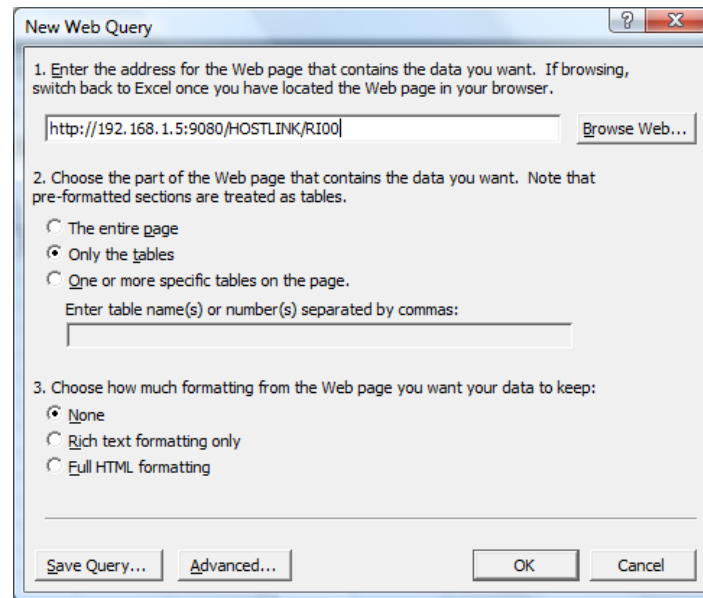 New Web Query
?
X
1. Enter the address for the Web page that contains the data you want. If browsing,
switch back to Excel once you have located the Web page in your browser.
http://192.168.1.5:9080/HOSTLINK/RI00
Browse Web...
2. Choose the part of the Web page that contains the data you want. Note that
pre-formatted sections are treated as tables.
The entire page
Only the tables
One or more specific tables on the page.
Enter table name(s) or number(s) separated by commas:
3. Choose how much formatting from the Web page you want your data to keep:
None
Rich text formatting only
Full HTML formatting
Save Query...
Advanced...
OK
Cancel